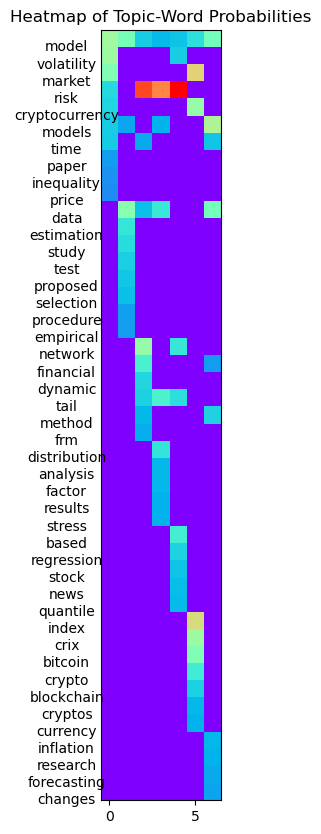 Heatmap of Topic-Word Probabilities
model
volatility
market
risk
cryptocurrency
models
time
paper
inequality
price
data
estimation
study
test
proposed
selection
procedure
empirical
network
financial
dynamic
tail
method
frm
distribution
analysis
factor
results
stress
based
regression
stock
news
quantile
index
crix
bitcoin
crypto
blockchain
cryptos
currency
inflation
research
forecasting
changes
0 5